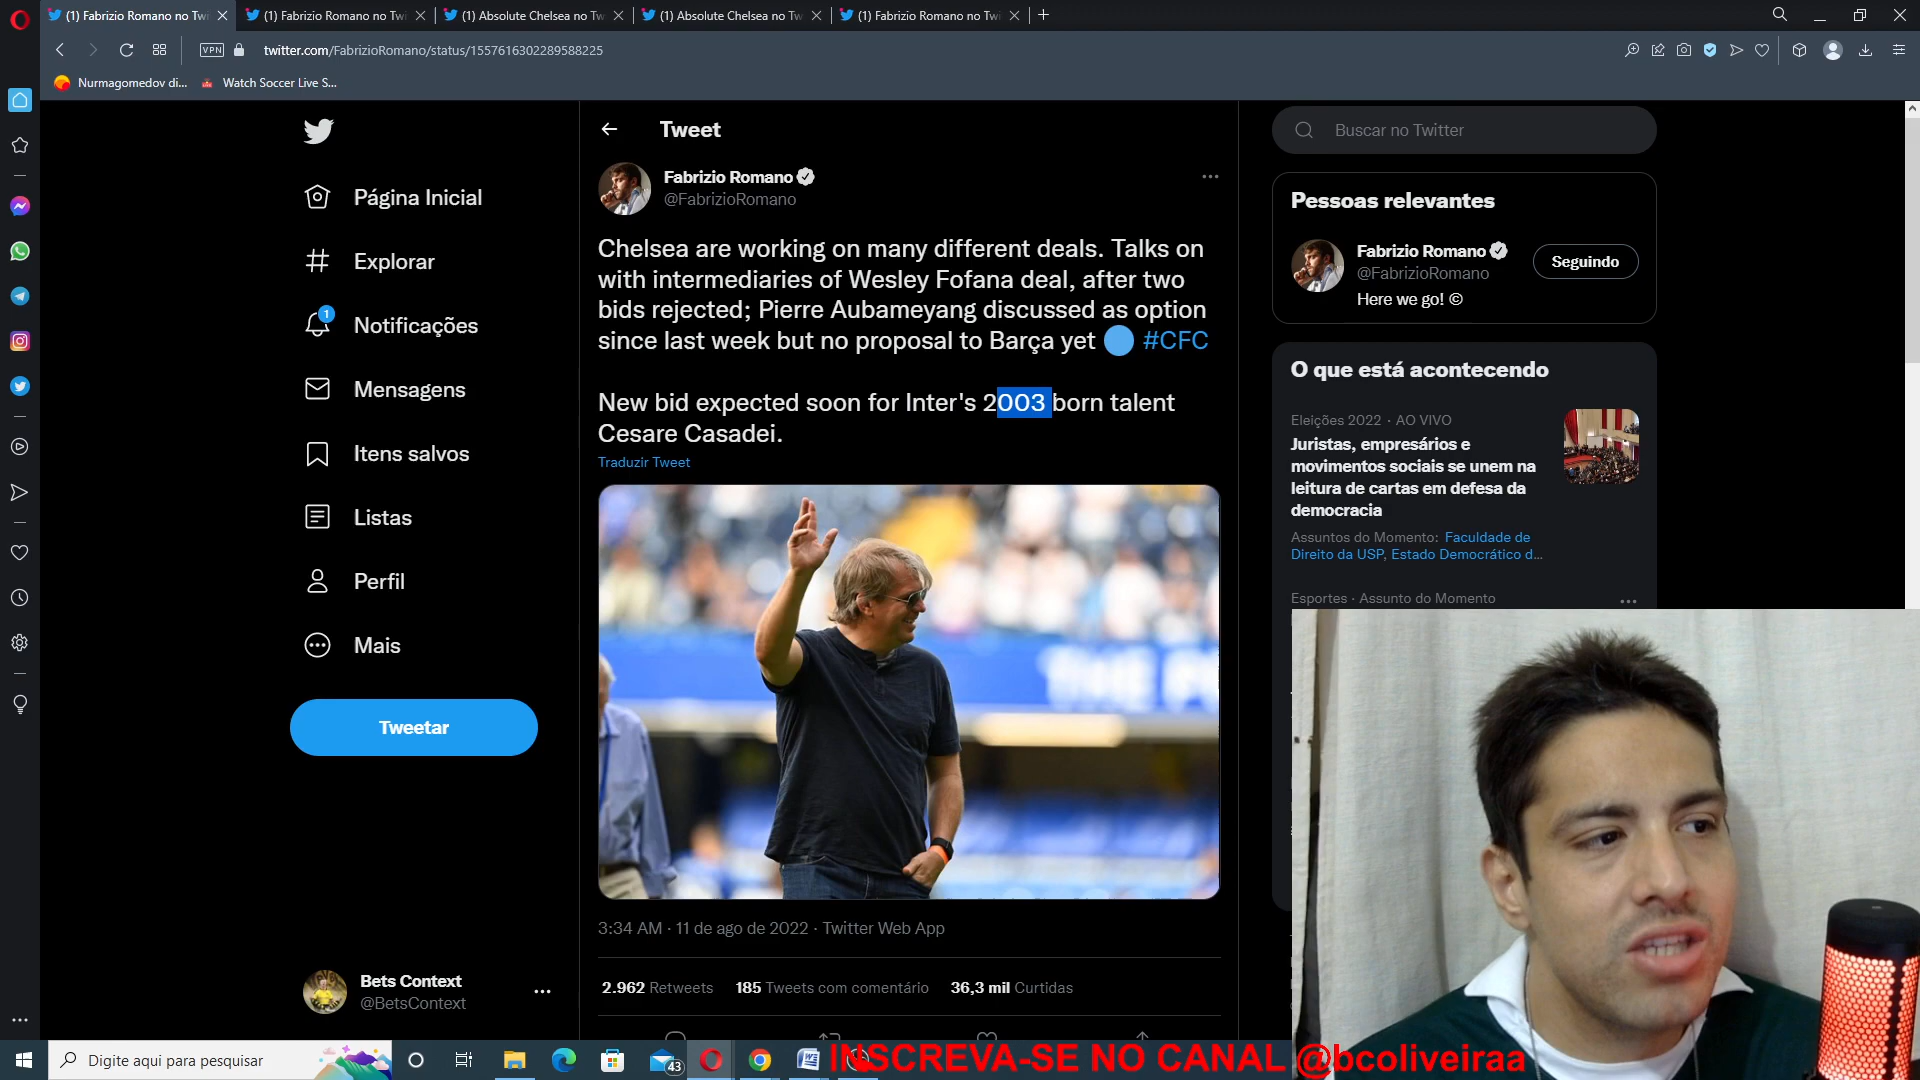 (1) Fabrizio Romano no Twi
(1) Fabrizio Romano no Twi
(1) Absolute Chelsea no Tw
(1) Absolute Chelsea no Tw
(1) Fabrizio Romano no Twi
VPN
twitter.com/FabrizioRomano/status/1557616302289588225
Nurmagomedov di...
Watch Soccer Live S...
Tweet
Buscar no Twitter
Fabrizio Romano
@FabrizioRomano
Página Inicial
Explorar
1
Notificações
Mensagens
Itens salvos
Listas
Perfil
Mais
Tweetar
Bets Context
@BetsContext
Chelsea are working on many different deals. Talks on
with intermediaries of Wesley Fofana deal, after two
bids rejected; Pierre Aubameyang discussed as option
since last week but no proposal to Barça yet #CFC
New bid expected soon for Inter's 2003 born talent
Cesare Casadei.
Traduzir Tweet
3:34 AM · 11 de ago de 2022 · Twitter Web App
2.962 Retweets 185 Tweets com comentário 36,3 mil Curtidas
Pessoas relevantes
Fabrizio Romano
@FabrizioRomano
Seguindo
Here we go! ©
O que está acontecendo
Eleições 2022 · AO VIVO
Juristas, empresários e
movimentos sociais se unem na
leitura de cartas em defesa da
democracia
Assuntos do Momento: Faculdade de
Direito da USP, Estado Democrático d...
Esportes · Assunto do Momento
Digite aqui para pesquisar
43
INSCREVA-SE NO CANAL @bcoliveiraa